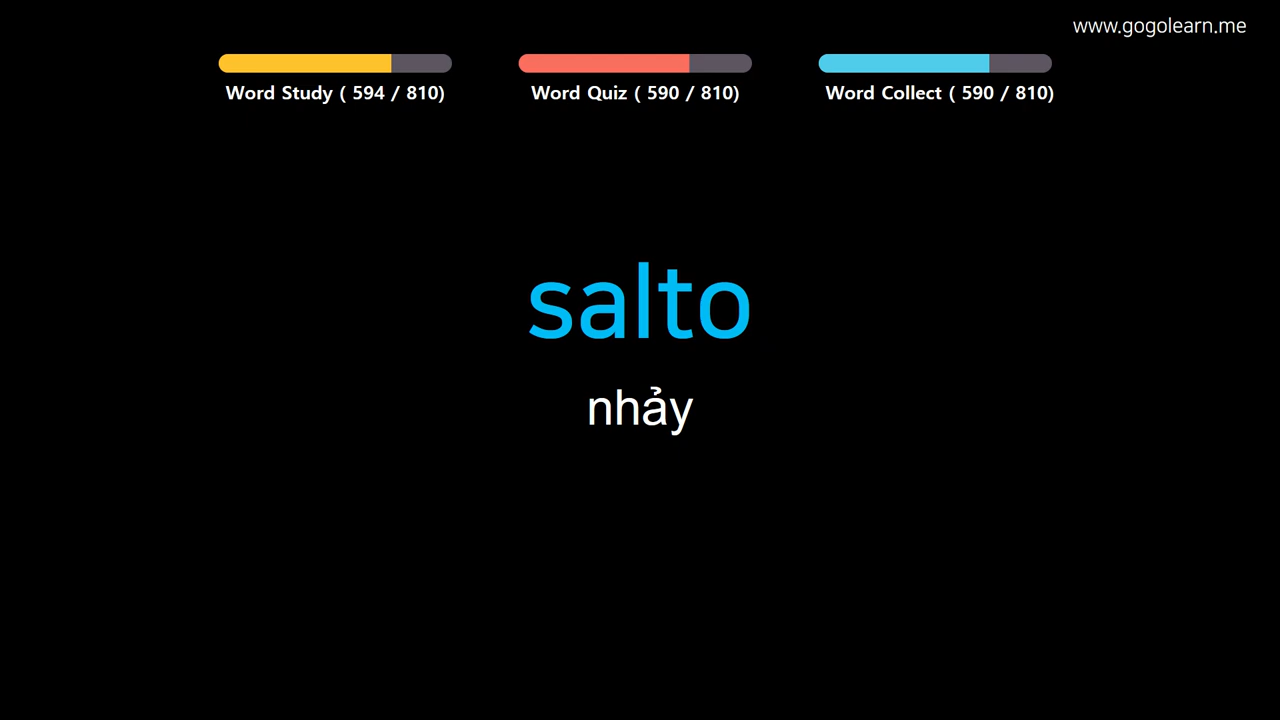 www.gogolearn.me
Word Study ( 594 / 810)
Word Quiz ( 590 / 810)
Word Collect ( 590 / 810)
salto
nhảy